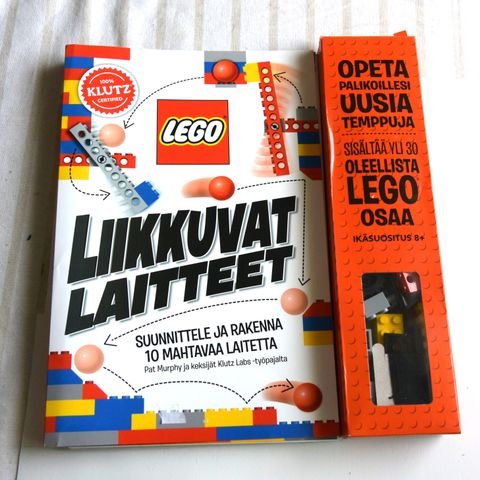 100%
KLUTZ
CERTIFIED
LEGO
LIIKKUVAT
LAITTEET
SUUNNITTELE JA RAKENNA
10 MAHTAVAA LAITETTA
Pat Murphy ja keksijät Klutz Labs -työpajalta
OPETA
PALIKOILLESI
UUSIA
TEMPPUJA
SISÄLTÄÄ YLI 30
OLEELLISTA
LEGO
OSAA
IKÄSUOSITUS 8+